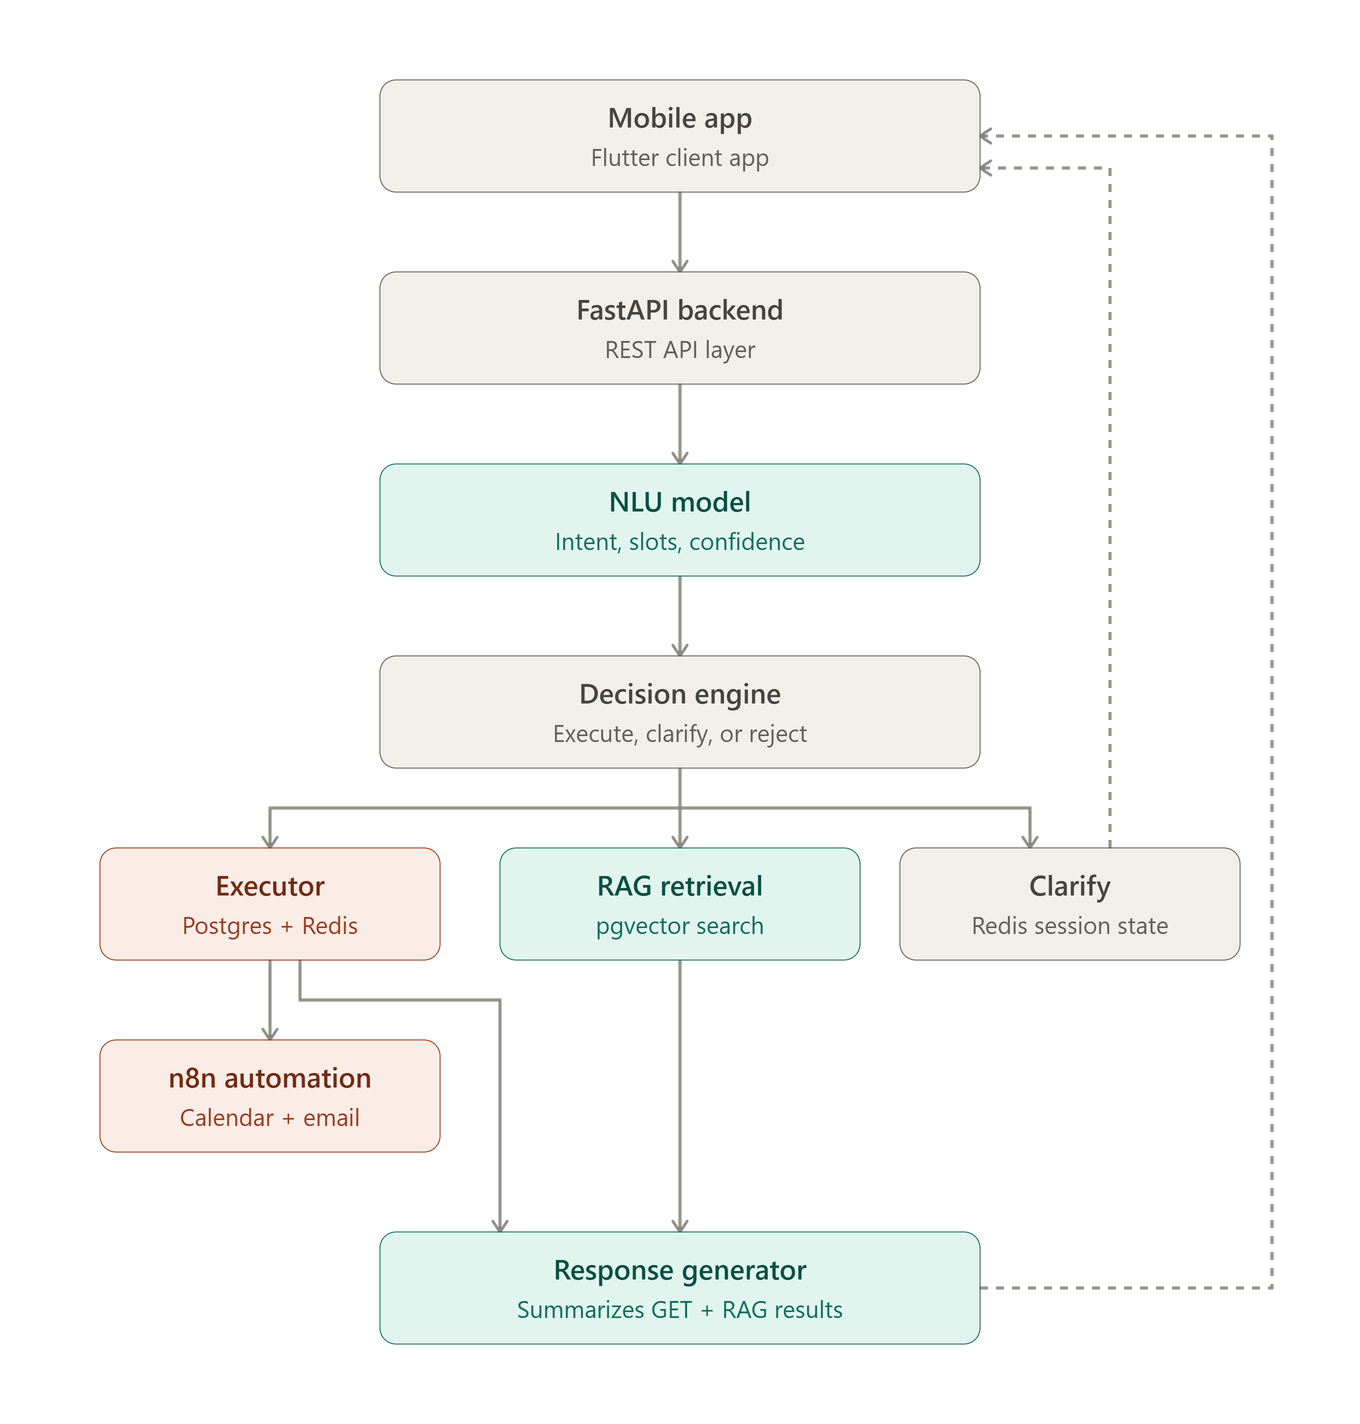 Mobile app
Flutter client app
FastAPI backend
REST API layer
NLU model
Intent, slots, confidence
Decision engine
Execute, clarify, or reject
Executor
Postgres + Redis
RAG retrieval
pgvector search
Clarify
Redis session state
n8n automation
Calendar + email
Response generator
Summarizes GET + RAG results